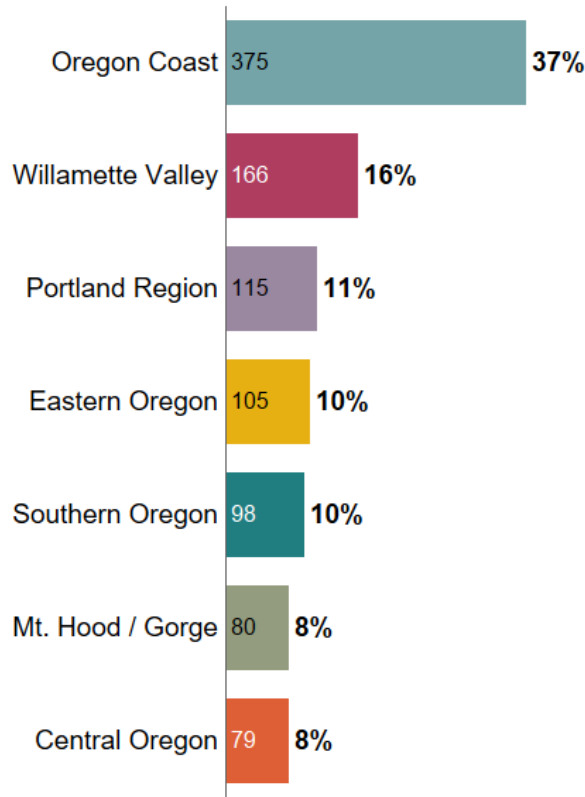 Oregon Coast 375 37%
Willamette Valley 166 16%
Portland Region 115 11%
Eastern Oregon 105 10%
Southern Oregon 98 10%
Mt. Hood / Gorge 80 8%
Central Oregon 79 8%